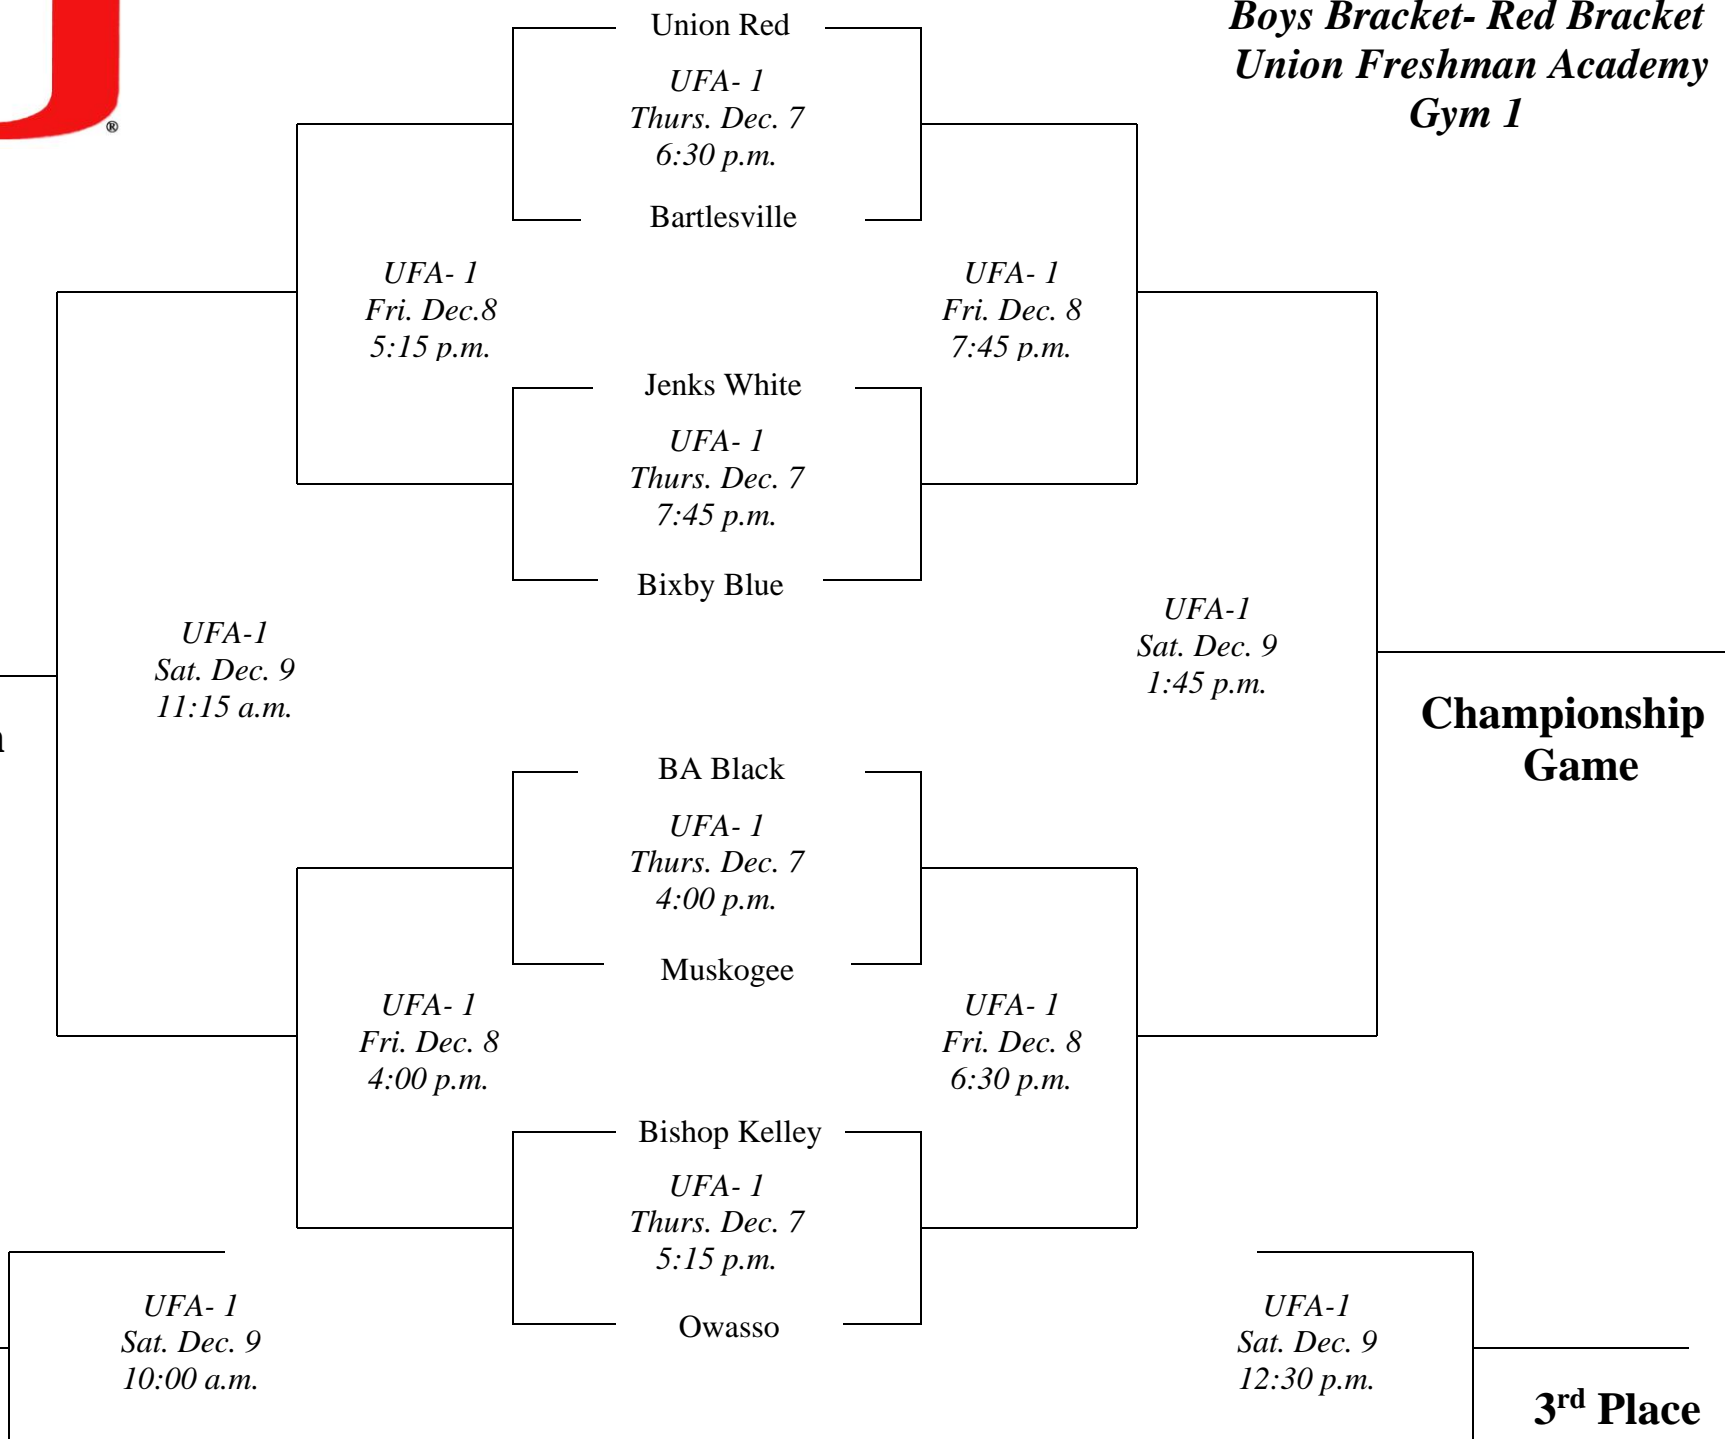 Boys Bracket- Red Bracket
Union Freshman Academy
Gym 1
®
Union Red
UFA- 1
Thurs. Dec. 7
6:30 p.m.
Bartlesville
UFA- 1
Fri. Dec.8
5:15 p.m.
UFA- 1
Fri. Dec. 8
7:45 p.m.
Jenks White
UFA- 1
Thurs. Dec. 7
7:45 p.m.
Bixby Blue
UFA-1
Sat. Dec. 9
11:15 a.m.
UFA-1
Sat. Dec. 9
1:45 p.m.
Championship
Game
BA Black
UFA- 1
Thurs. Dec. 7
4:00 p.m.
Muskogee
UFA- 1
Fri. Dec. 8
4:00 p.m.
UFA- 1
Fri. Dec. 8
6:30 p.m.
Bishop Kelley
UFA- 1
Thurs. Dec. 7
5:15 p.m.
Owasso
UFA- 1
Sat. Dec. 9
10:00 a.m.
UFA-1
Sat. Dec. 9
12:30 p.m.
3rd Place